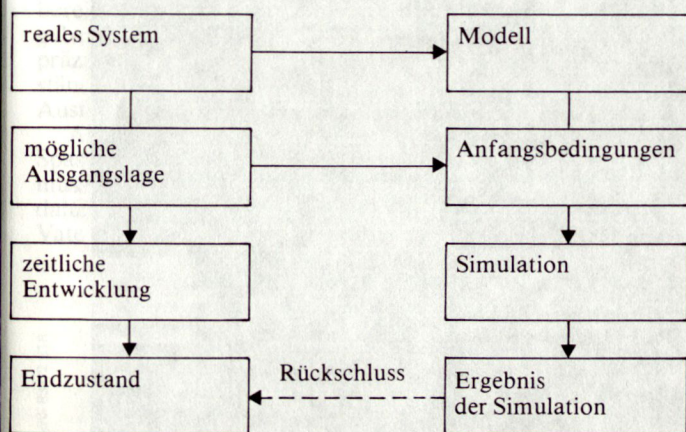 reales System
Modell
mögliche
Ausgangslage
Anfangsbedingungen
zeitliche
Entwicklung
Simulation
Endzustand
Rückschluss
Ergebnis
der Simulation